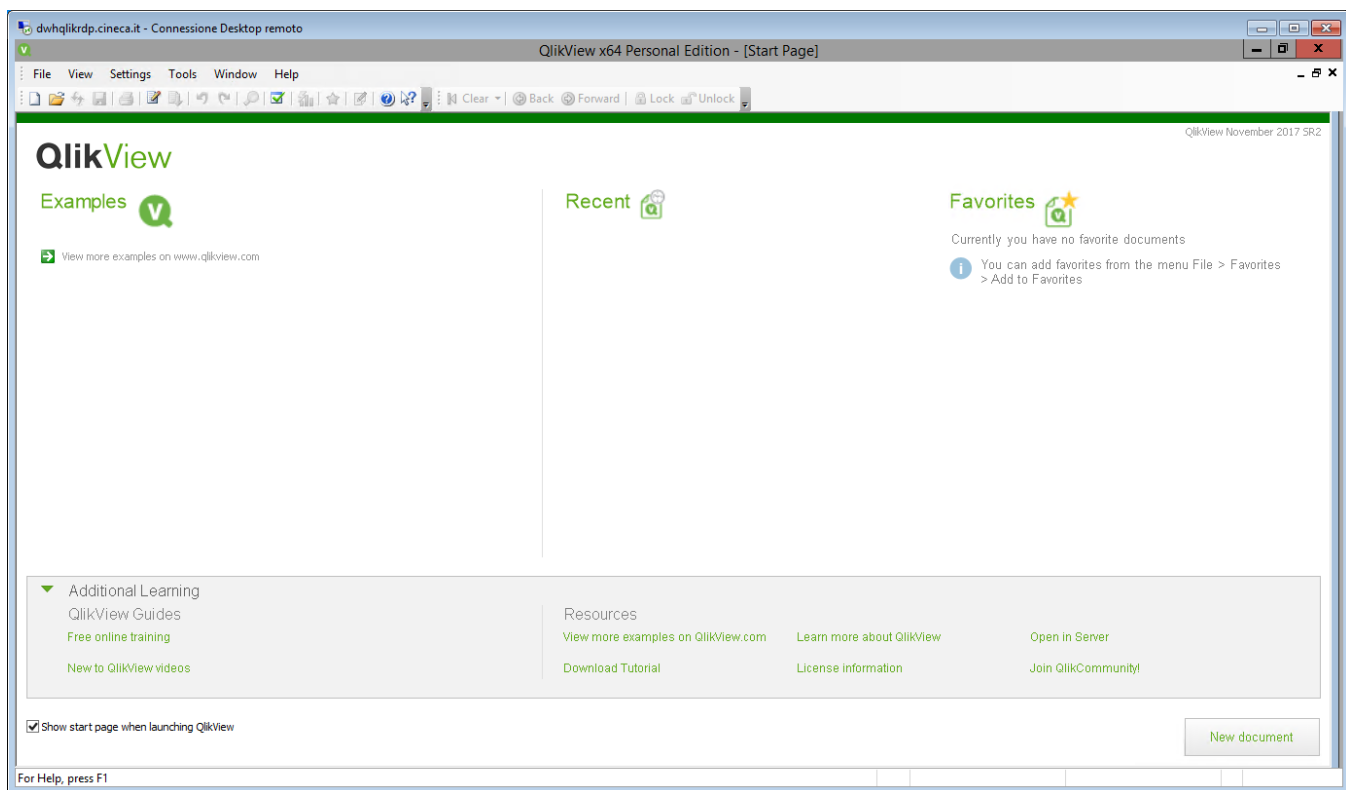 dwhqlikrdp.cineca.it - Connessione Desktop remoto
QlikView x64 Personal Edition - [Start Page]
File View Settings Tools Window Help
Clear Back Forward Lock Unlock
QlikView November 2017 SR2
QlikView
Examples
View more examples on www.qlikview.com
Recent
Favorites
Currently you have no favorite documents
You can add favorites from the menu File > Favorites
> Add to Favorites
Additional Learning
QlikView Guides
Free online training
New to QlikView videos
Resources
View more examples on QlikView.com Learn more about QlikView Open in Server
Download Tutorial License information Join QlikCommunity!
Show start page when launching QlikView
New document
For Help, press F1